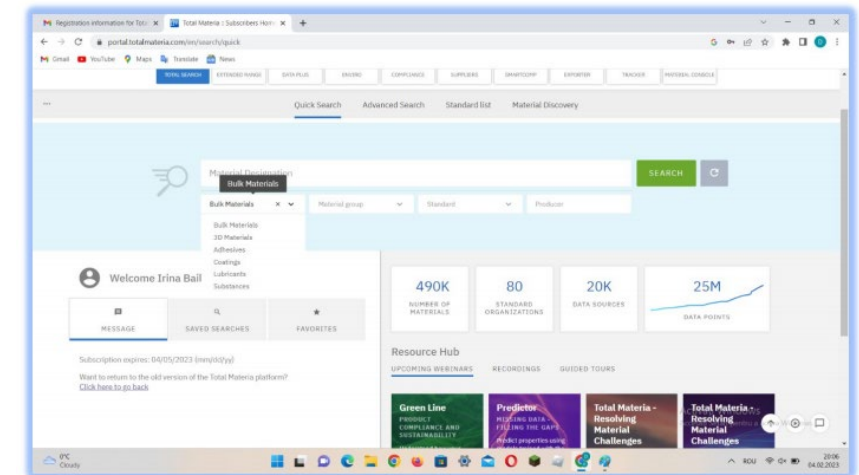 Registration information for Tota
Total Materia :: Subscribers Hom
portal.totalmateria.com/en/search/quick
Gmail YouTube Maps Translate News
TOTAL SEARCH EXTENDED RANGE DATA PLUS ENVIRO COMPLIANCE SUPPLIERS SMARTCOMP EXPORTER TRACKER MATERIAL CONSOLE
Quick Search Advanced Search Standard list Material Discovery
Material Designation
SEARCH
Bulk Materials
Bulk Materials Material group Standard Producer
Bulk Materials
3D Materials
Adhesives
Coatings
Lubricants
Substances
Welcome Irina Bail
MESSAGE SAVED SEARCHES FAVORITES
Subscription expires: 04/05/2023 (mm/dd/yy)
Want to return to the old version of the Total Materia platform?
Click here to go back
490K 80 20K 25M
NUMBER OF MATERIALS
STANDARD ORGANIZATIONS
DATA SOURCES
DATA POINTS
Resource Hub
UPCOMING WEBINARS RECORDINGS GUIDED TOURS
Green Line
PRODUCT
COMPLIANCE AND
SUSTAINABILITY
Predictor
MISSING DATA -
FILLING THE GAPS
Predict properties using
Total Materia -
Resolving
Material
Challenges
Total Materia -
Resolving
Material
Challenges
0°C
Cloudy
ROU
20:06
04.02.2023